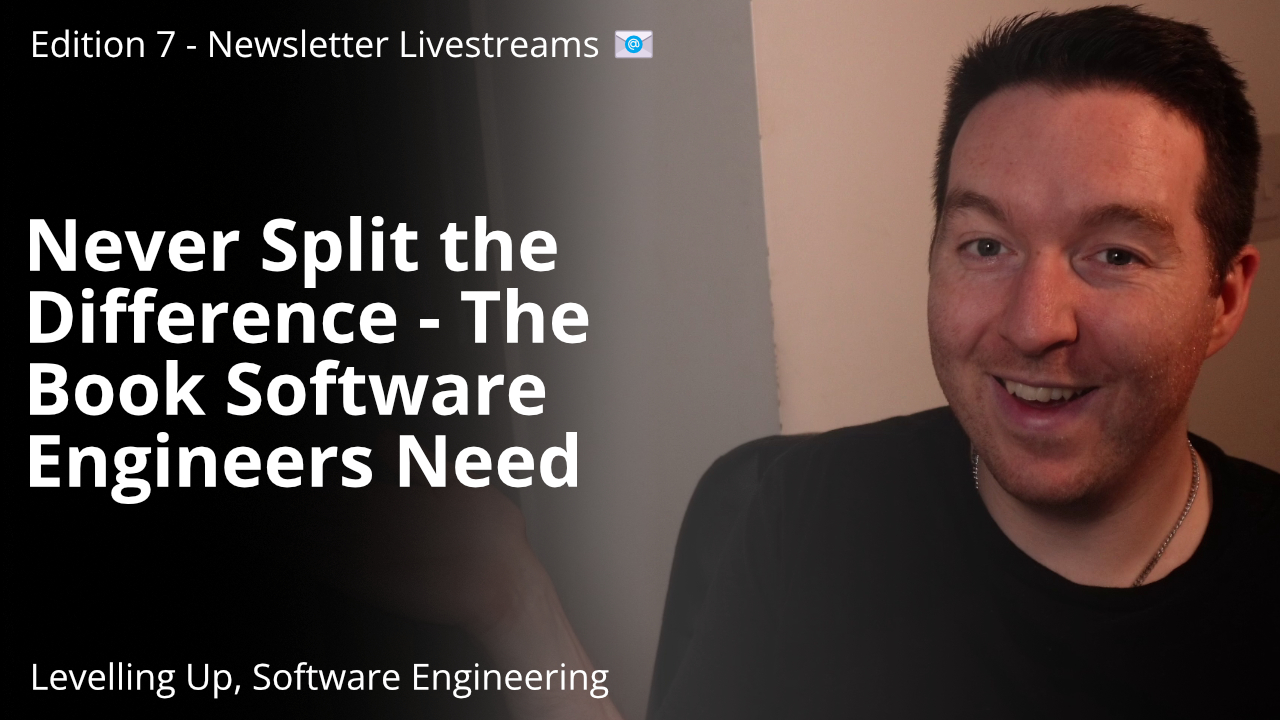 Edition 7 - Newsletter Livestreams 📧
Never Split the
Difference - The
Book Software
Engineers Need
Levelling Up, Software Engineering